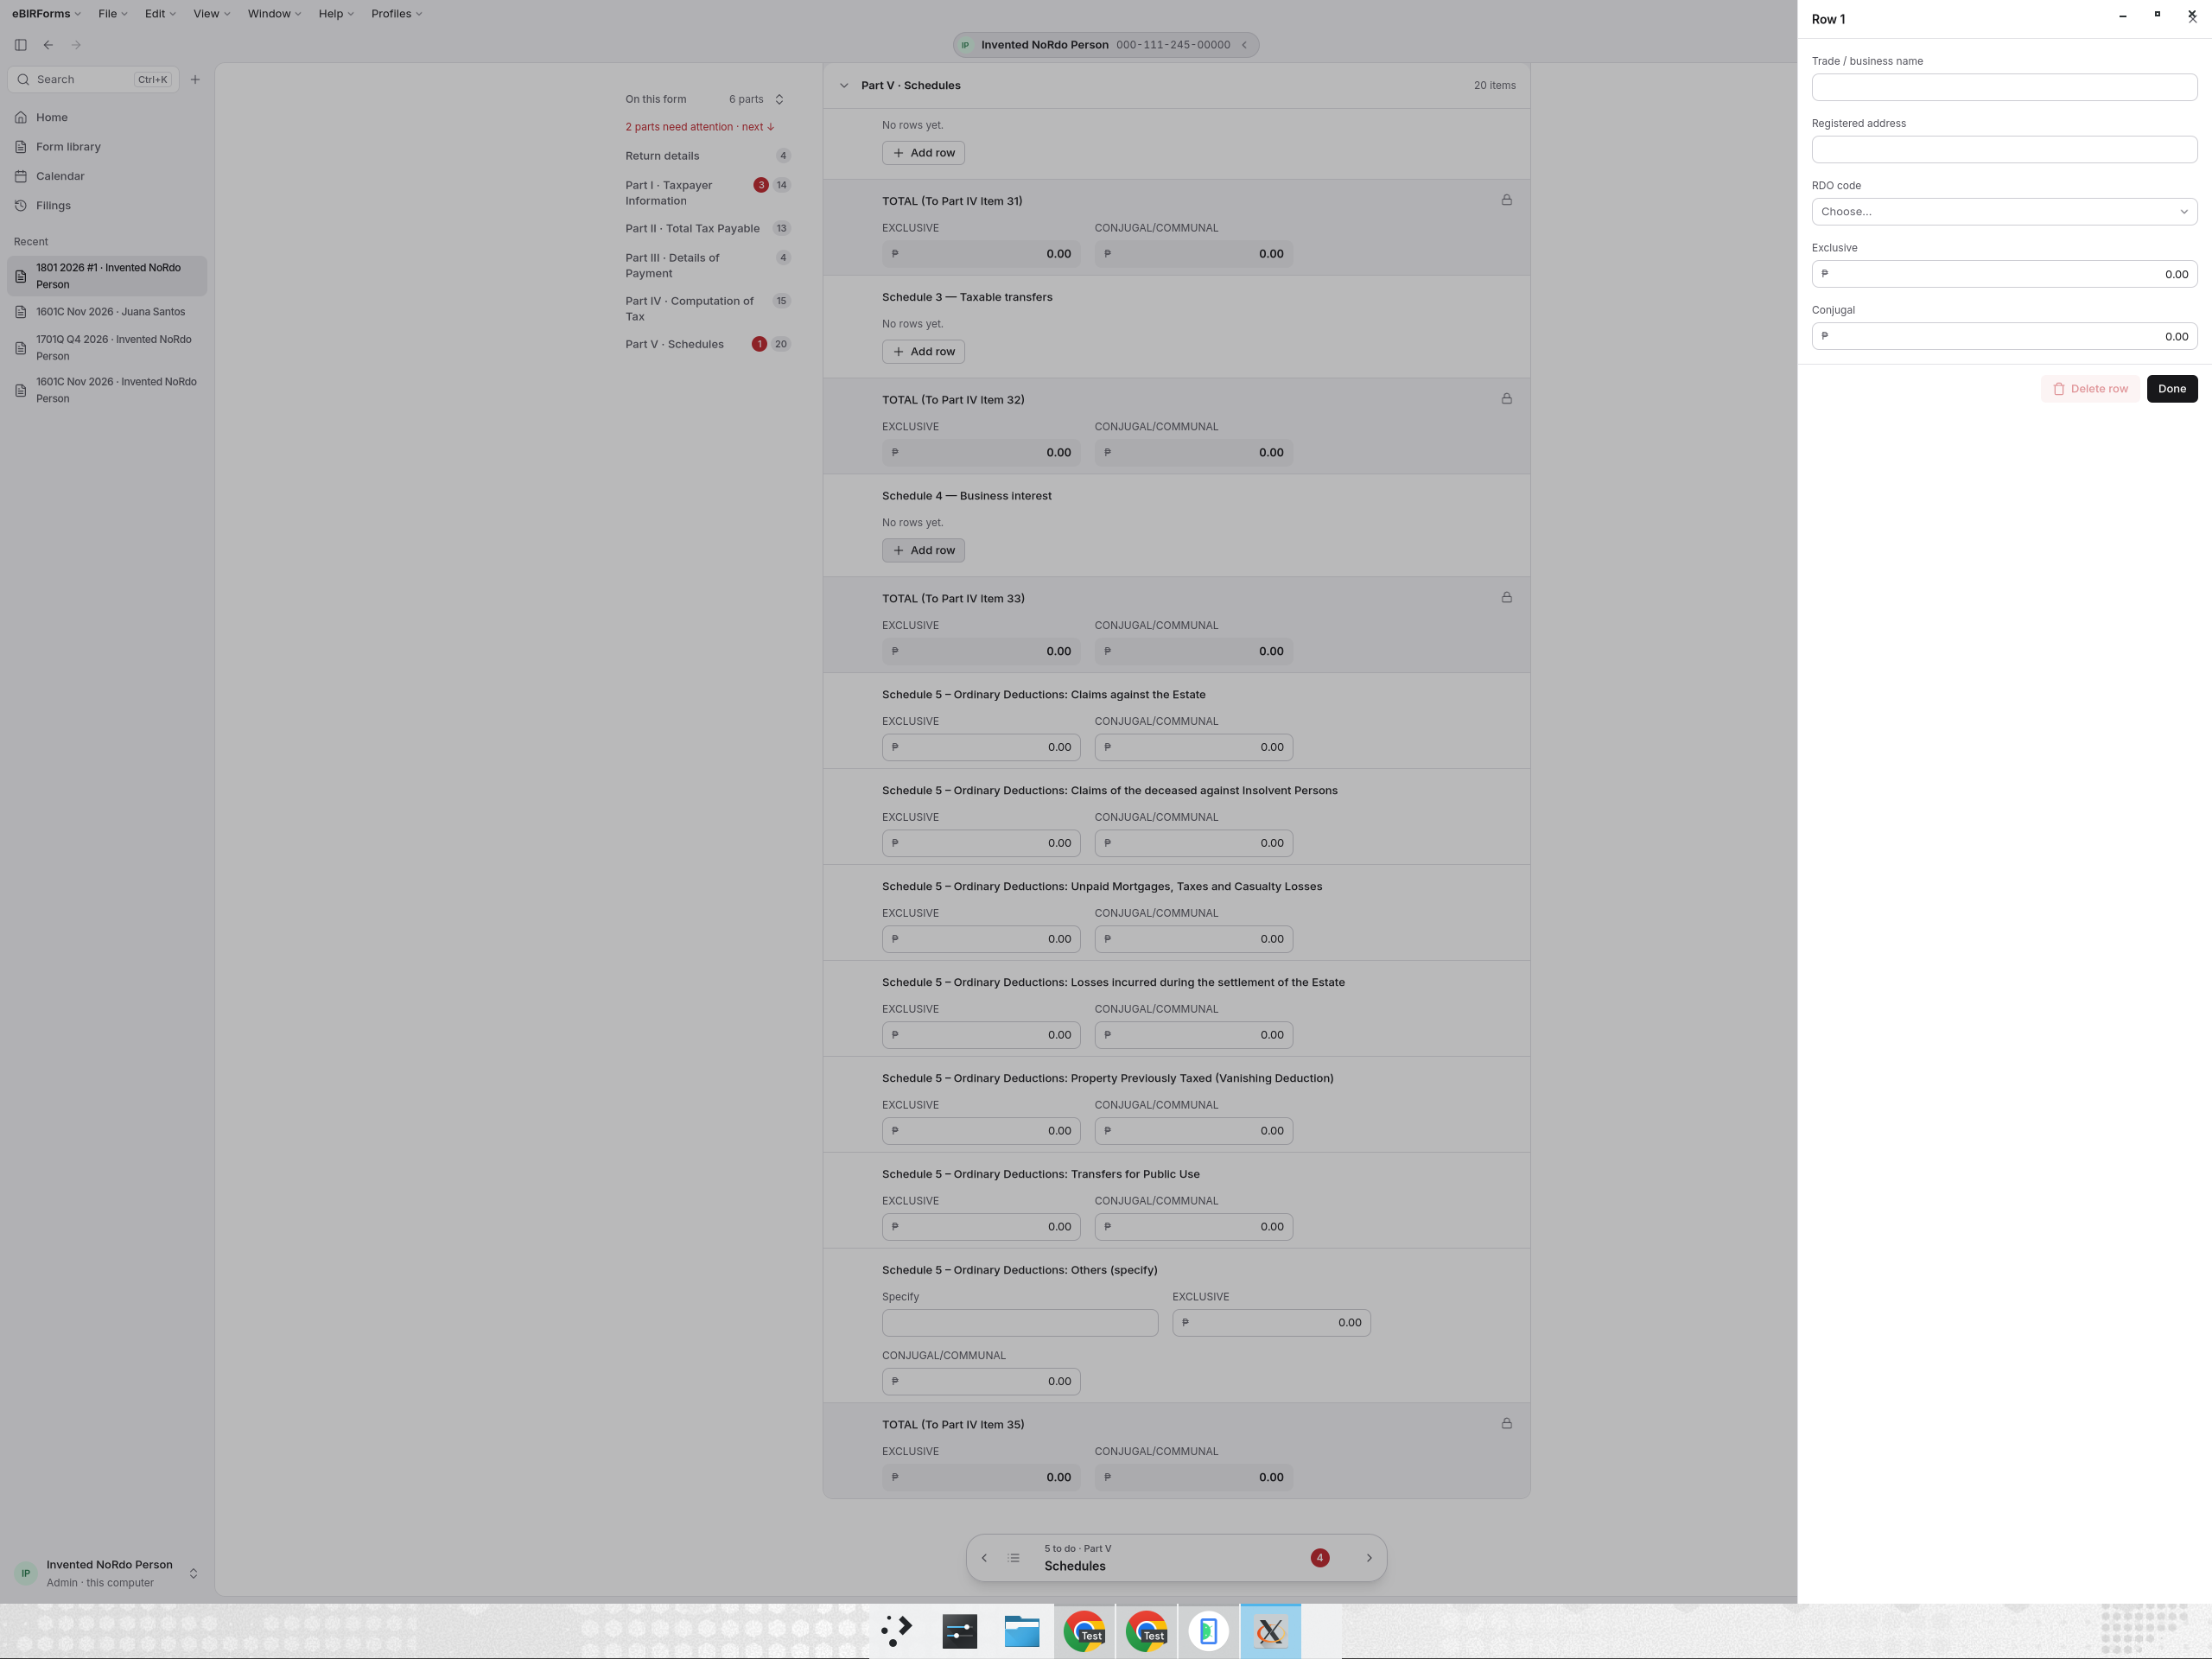 eBIRForms
File
Edit
View
Window
Help
Profiles
IP
Invented NoRdo Person
000-111-245-00000
Search
Ctrl+K
Home
Form library
Calendar
Filings
Recent
1801 2026 #1 · Invented NoRdo
Person
1601C Nov 2026 · Juana Santos
1701Q Q4 2026 · Invented NoRdo
Person
1601C Nov 2026 · Invented NoRdo
Person
IP
Invented NoRdo Person
Admin · this computer
On this form
6 parts
2 parts need attention · next ↓
Return details
4
Part I · Taxpayer
Information
3
14
Part II · Total Tax Payable
13
Part III · Details of
Payment
4
Part IV · Computation of
Tax
15
Part V · Schedules
1
20
Part V · Schedules
20 items
No rows yet.
Add row
TOTAL (To Part IV Item 31)
EXCLUSIVE
CONJUGAL/COMMUNAL
₱ 0.00
₱ 0.00
Schedule 3 — Taxable transfers
No rows yet.
Add row
TOTAL (To Part IV Item 32)
EXCLUSIVE
CONJUGAL/COMMUNAL
₱ 0.00
₱ 0.00
Schedule 4 — Business interest
No rows yet.
Add row
TOTAL (To Part IV Item 33)
EXCLUSIVE
CONJUGAL/COMMUNAL
₱ 0.00
₱ 0.00
Schedule 5 – Ordinary Deductions: Claims against the Estate
EXCLUSIVE
CONJUGAL/COMMUNAL
₱ 0.00
₱ 0.00
Schedule 5 – Ordinary Deductions: Claims of the deceased against Insolvent Persons
EXCLUSIVE
CONJUGAL/COMMUNAL
₱ 0.00
₱ 0.00
Schedule 5 – Ordinary Deductions: Unpaid Mortgages, Taxes and Casualty Losses
EXCLUSIVE
CONJUGAL/COMMUNAL
₱ 0.00
₱ 0.00
Schedule 5 – Ordinary Deductions: Losses incurred during the settlement of the Estate
EXCLUSIVE
CONJUGAL/COMMUNAL
₱ 0.00
₱ 0.00
Schedule 5 – Ordinary Deductions: Property Previously Taxed (Vanishing Deduction)
EXCLUSIVE
CONJUGAL/COMMUNAL
₱ 0.00
₱ 0.00
Schedule 5 – Ordinary Deductions: Transfers for Public Use
EXCLUSIVE
CONJUGAL/COMMUNAL
₱ 0.00
₱ 0.00
Schedule 5 – Ordinary Deductions: Others (specify)
Specify
EXCLUSIVE
₱ 0.00
CONJUGAL/COMMUNAL
₱ 0.00
TOTAL (To Part IV Item 35)
EXCLUSIVE
CONJUGAL/COMMUNAL
₱ 0.00
₱ 0.00
5 to do · Part V
Schedules
4
Row 1
Trade / business name
Registered address
RDO code
Choose...
Exclusive
₱ 0.00
Conjugal
₱ 0.00
Delete row
Done
Test
Test